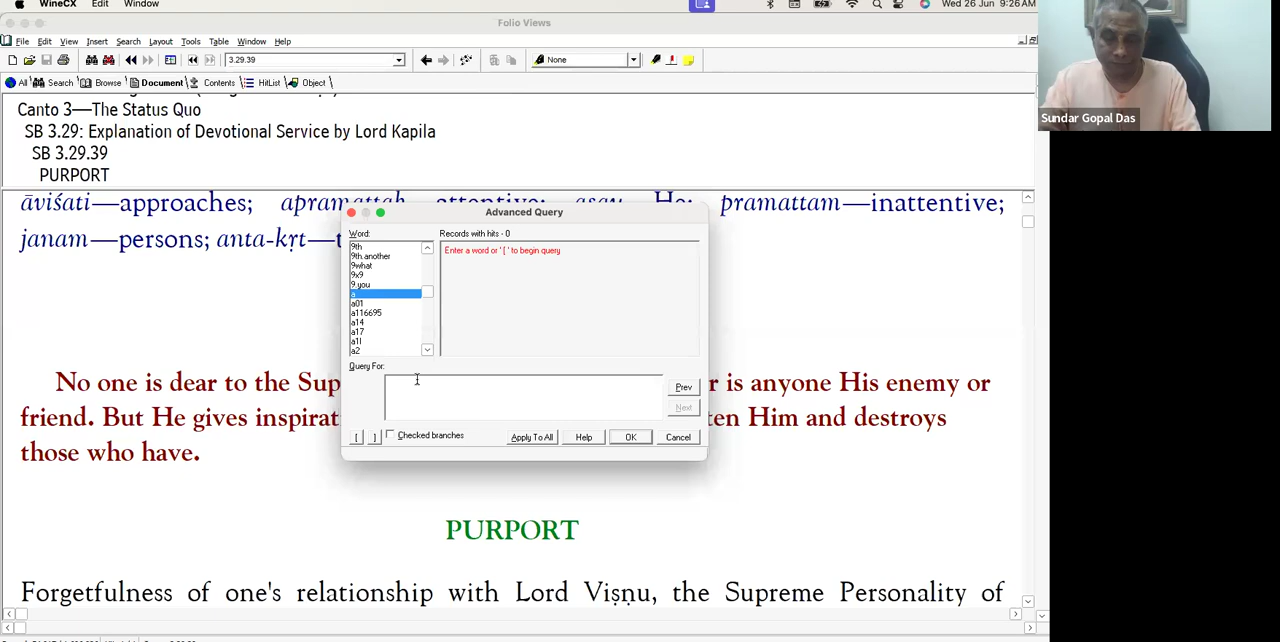 WineCX Edit Window Wed 26 Jun 9:26AM
Folio Views
File Edit View Insert Search Layout Tools Table Window Help
3.29.39 None
All Search Browse Document Contents HitList Object
Canto 3—The Status Quo
SB 3.29: Explanation of Devotional Service by Lord Kapila
SB 3.29.39
PURPORT
Sundar Gopal Das
āviśati—approaches; apramattaḥ attentive; asau He; pramattam—inattentive;
janam—persons; anta-kṛt—t
Advanced Query
Word: Records with hits - 0
9th
9th.another
9what
9x9
9.you
a
a01
a116695
a14
a17
a1l
a2
Enter a word or '[' to begin query
Query For:
Prev
Next
[ ] Checked branches Apply To All Help OK Cancel
No one is dear to the Sup r is anyone His enemy or
friend. But He gives inspirat ten Him and destroys
those who have.
PURPORT
Forgetfulness of one's relationship with Lord Viṣṇu, the Supreme Personality of